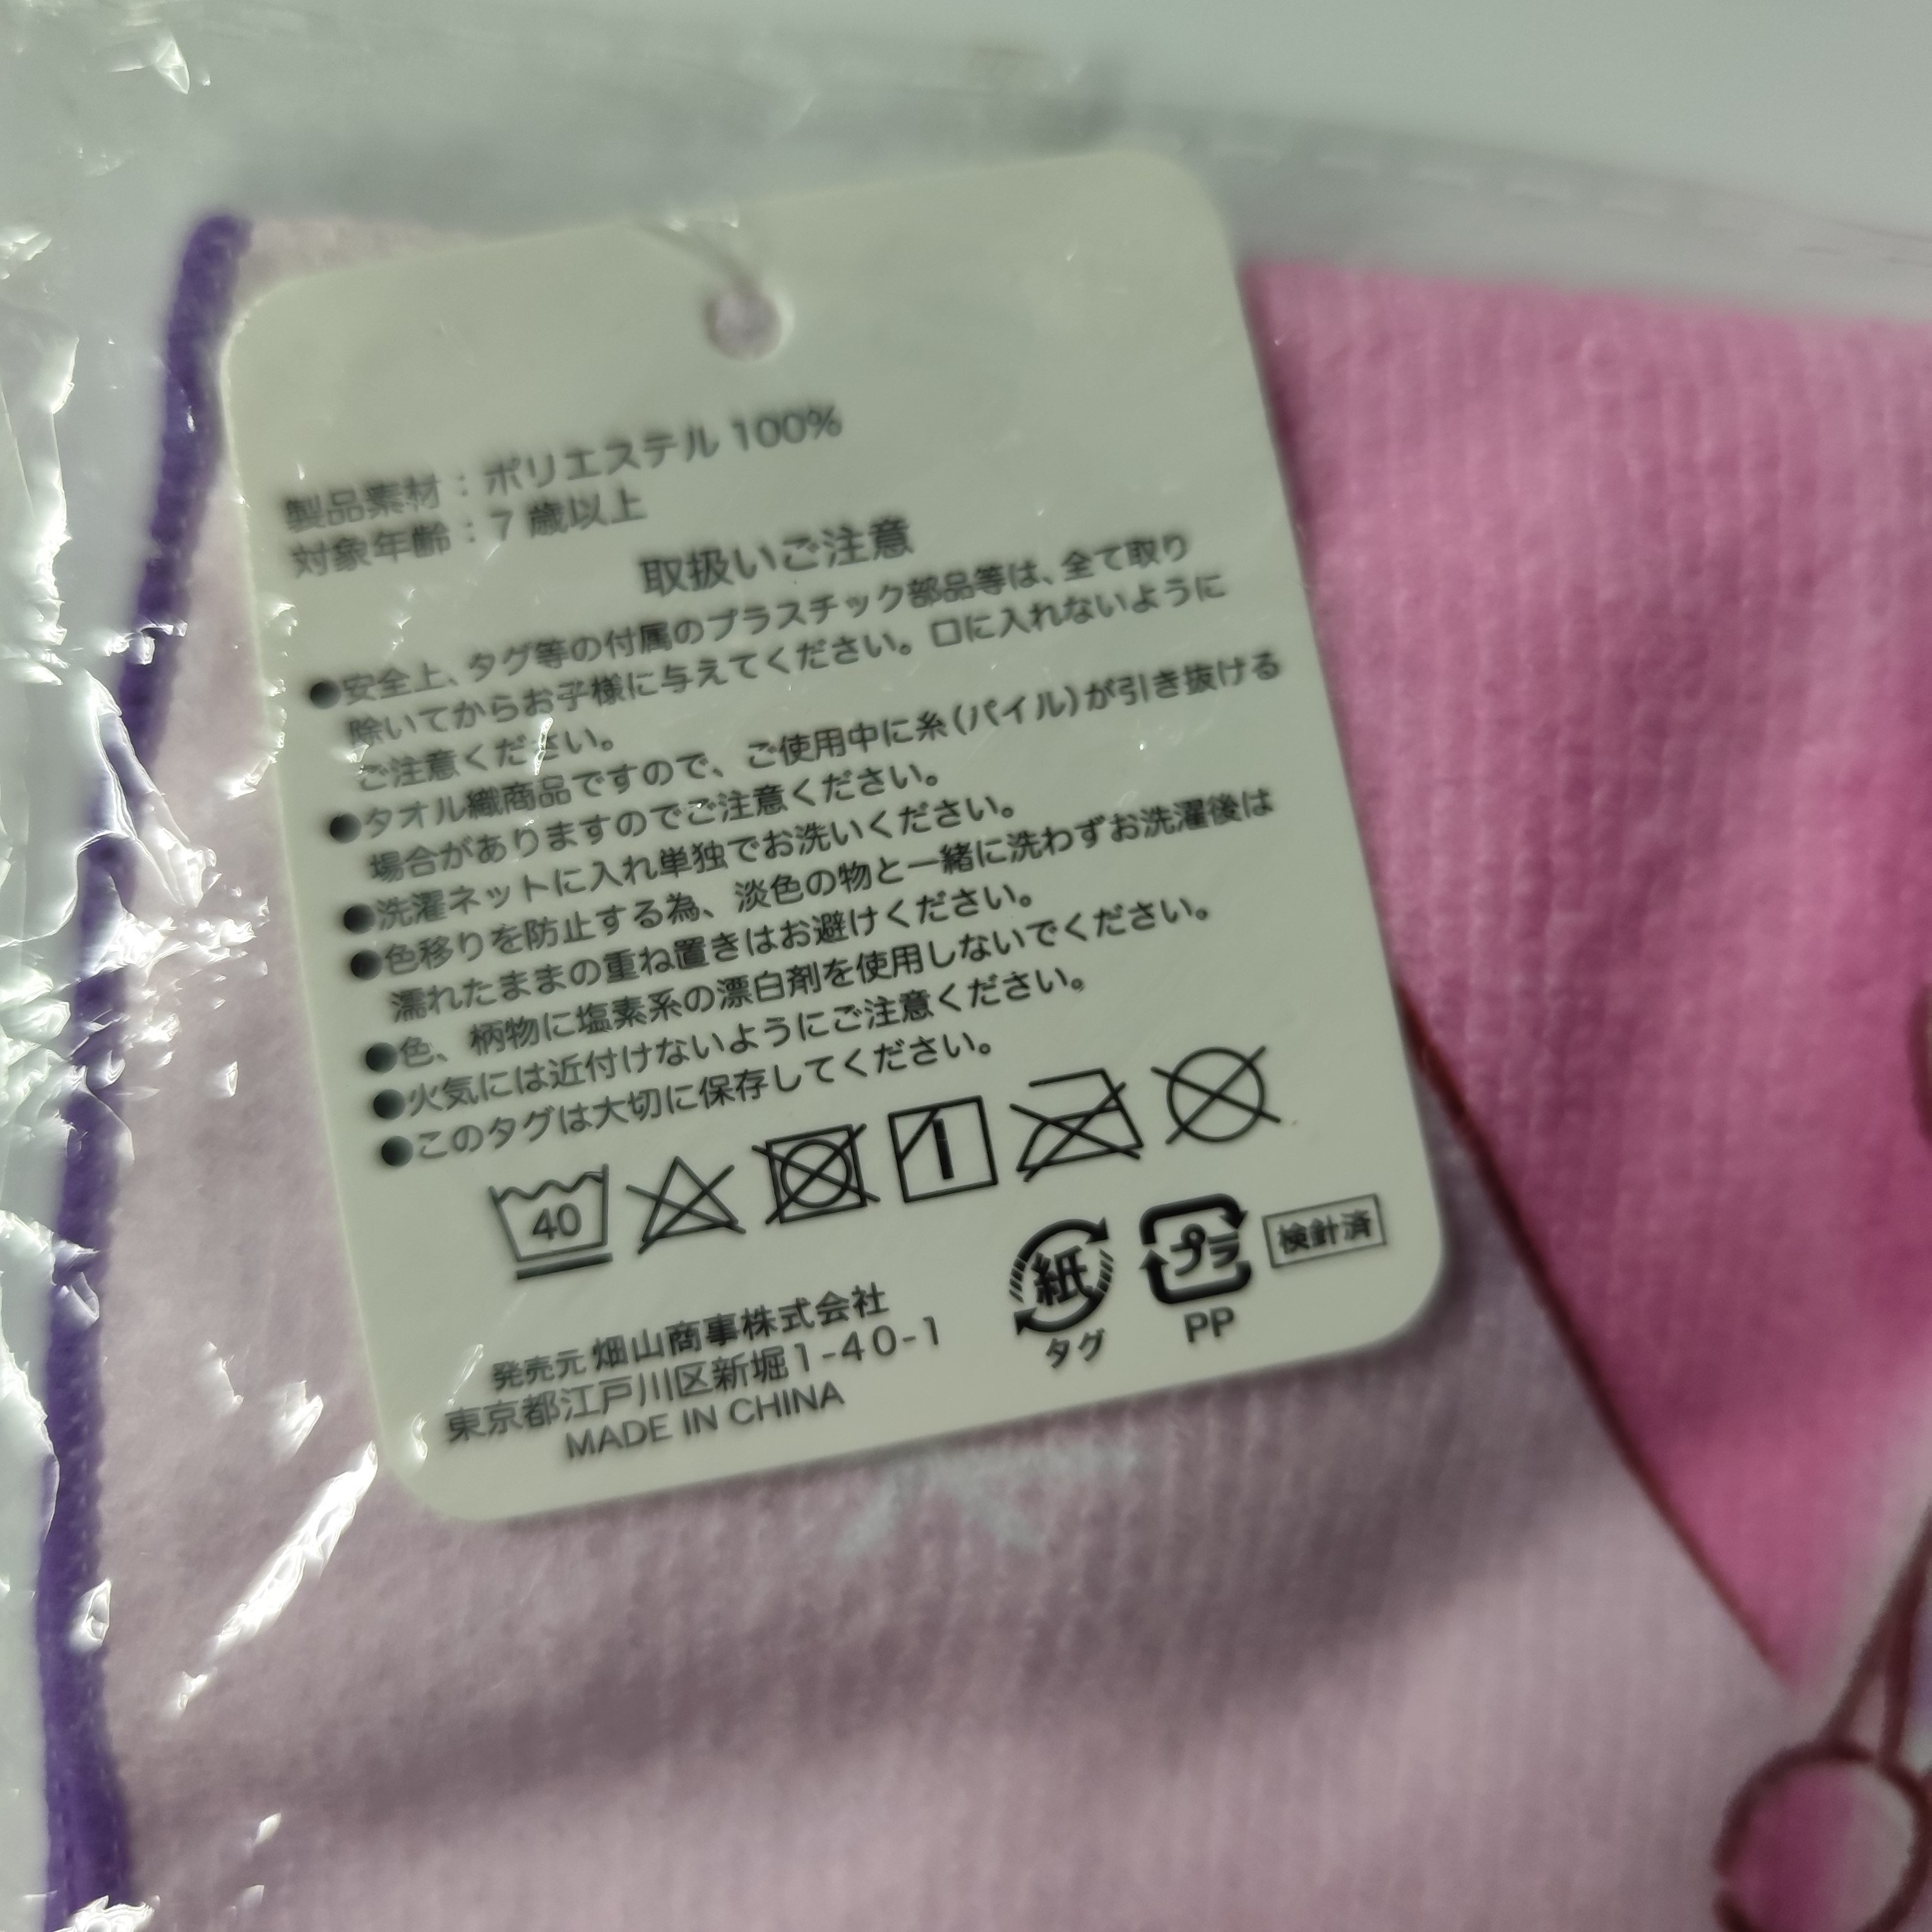 製品素材：ポリエステル 100%
対象年齢：7 歳以上
取扱いご注意
●安全上、タグ等の付属のプラスチック部品等は、全て取り
除いてからお子様に与えてください。口に入れないように
ご注意ください。
●タオル織商品ですので、ご使用中に糸(パイル)が引き抜ける
場合がありますのでご注意ください。
●洗濯ネットに入れ単独でお洗いください。
●色移りを防止する為、淡色の物と一緒に洗わずお洗濯後は
濡れたままの重ね置きはお避けください。
●色、柄物に塩素系の漂白剤を使用しないでください。
●火気には近付けないようにご注意ください。
●このタグは大切に保存してください。
40
紙
タグ
プラ
PP
検針済
発売元 畑山商事株式会社
東京都江戸川区新堀1-40-1
MADE IN CHINA